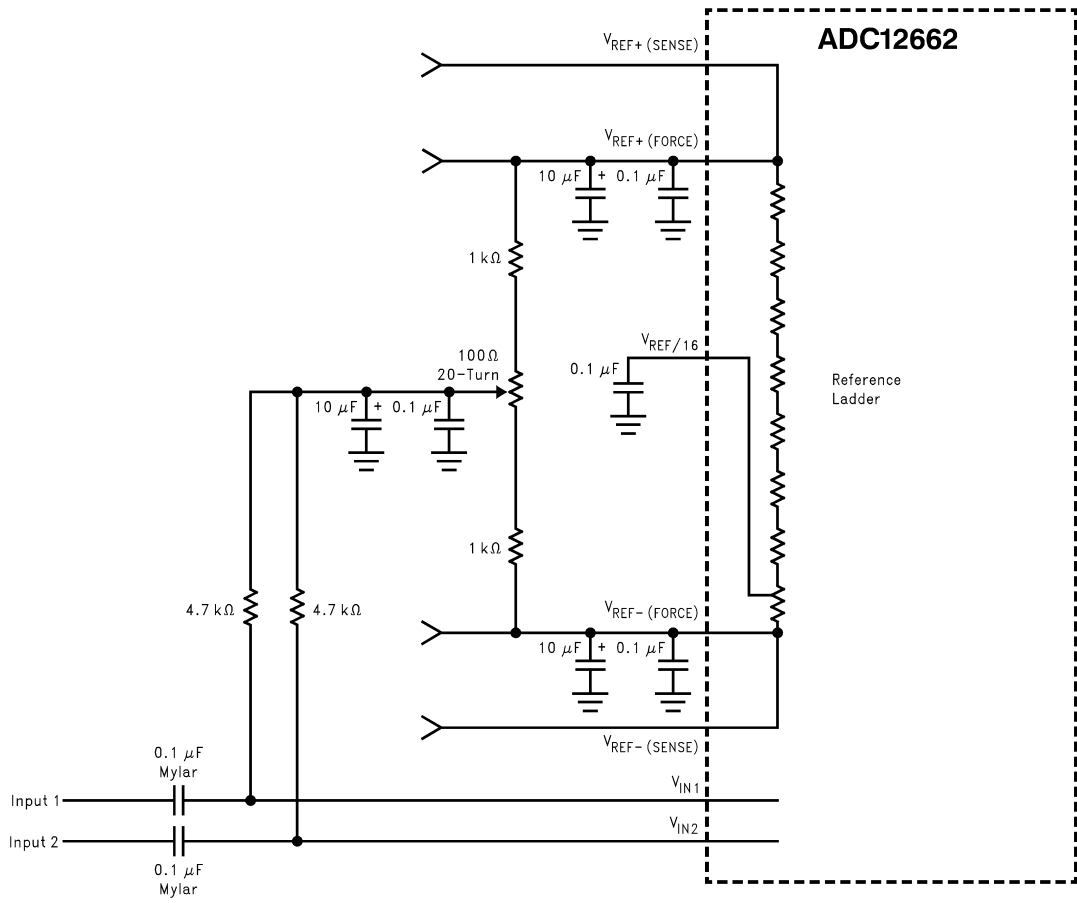 ADC12662
VREF+ (SENSE)
VREF+ (FORCE)
10 μF + 0.1 μF
1 kΩ
VREF/16
100Ω
20-Turn
0.1 μF
Reference
Ladder
10 μF + 0.1 μF
1 kΩ
4.7 kΩ
4.7 kΩ
VREF- (FORCE)
10 μF + 0.1 μF
VREF- (SENSE)
0.1 μF
Mylar
VIN1
Input 1
VIN2
Input 2
0.1 μF
Mylar